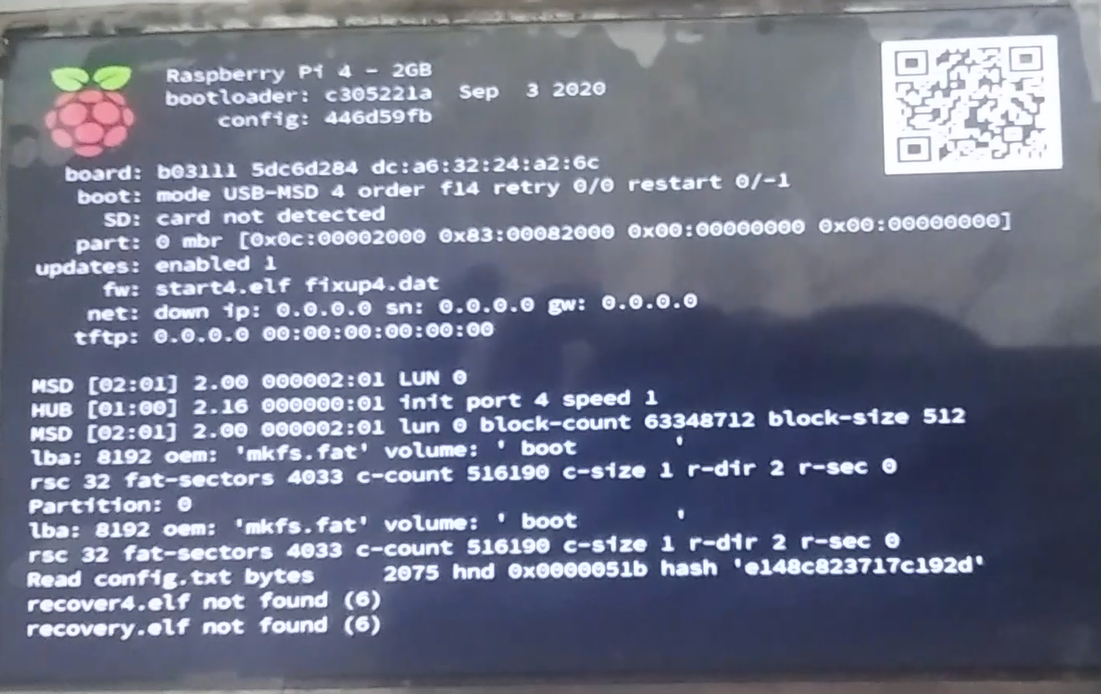 Raspberry Pi 4 - 2GB
bootloader: c305221a Sep 3 2020
config: 446d59fb
board: b03111 5dc6d284 dc:a6:32:24:a2:6c
boot: mode USB-MSD 4 order f14 retry 0/0 restart 0/-1
SD: card not detected
part: 0 mbr [0x0c:00002000 0x83:00082000 0x00:00000000 0x00:00000000]
updates: enabled 1
fw: start4.elf fixup4.dat
net: down ip: 0.0.0.0 sn: 0.0.0.0 gw: 0.0.0.0
tftp: 0.0.0.0 00:00:00:00:00:00
MSD [02:01] 2.00 000002:01 LUN 0
HUB [01:00] 2.16 000000:01 init port 4 speed 1
MSD [02:01] 2.00 000002:01 lun 0 block-count 63348712 block-size 512
lba: 8192 oem: 'mkfs.fat' volume: ' boot '
rsc 32 fat-sectors 4033 c-count 516190 c-size 1 r-dir 2 r-sec 0
Partition: 0
lba: 8192 oem: 'mkfs.fat' volume: ' boot '
rsc 32 fat-sectors 4033 c-count 516190 c-size 1 r-dir 2 r-sec 0
Read config.txt bytes 2075 hnd 0x0000051b hash 'e148c823717c192d'
recover4.elf not found (6)
recovery.elf not found (6)